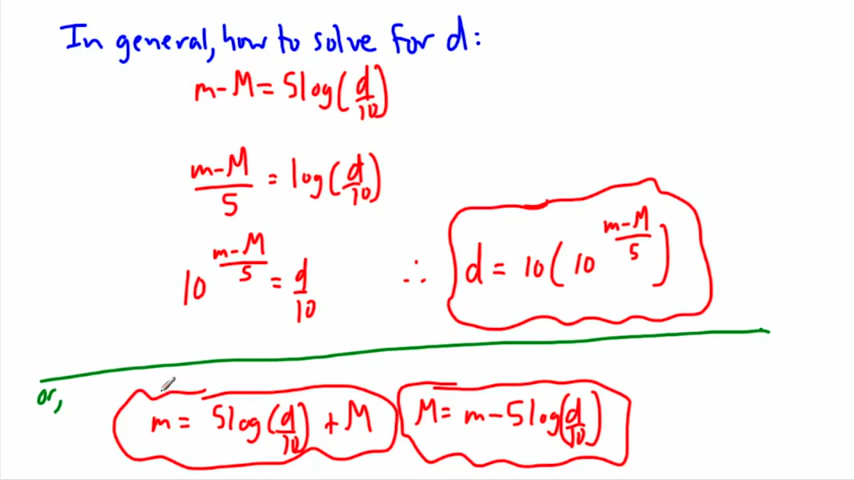 In general, how to solve for d:
m-M = 5log(d/10)
m-M/5 = log(d/10)
10^(m-M/5) = d/10 ∴ d = 10(10^(m-M/5))
or, m = 5log(d/10) + M M = m - 5log(d/10)